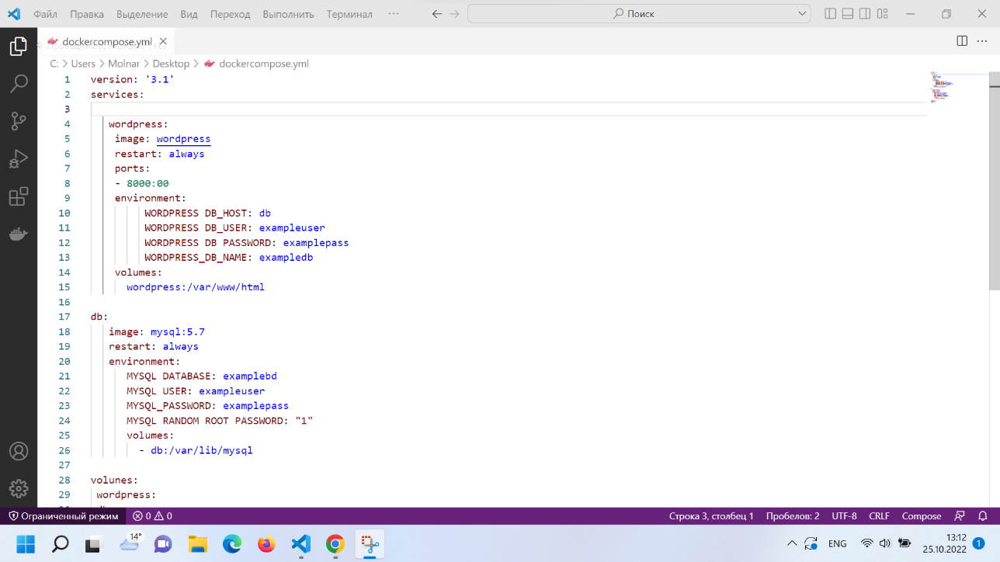 Файл Правка Выделение Вид Переход Выполнить Терминал ··· Поиск
dockercompose.yml
C: > Users > Molnar > Desktop > dockercompose.yml
1 version: '3.1'
2 services:
3
4 wordpress:
5 image: wordpress
6 restart: always
7 ports:
8 - 8000:00
9 environment:
10 WORDPRESS DB_HOST: db
11 WORDPRESS DB_USER: exampleuser
12 WORDPRESS DB PASSWORD: examplepass
13 WORDPRESS_DB_NAME: exampledb
14 volumes:
15 wordpress:/var/www/html
16
17 db:
18 image: mysql:5.7
19 restart: always
20 environment:
21 MYSQL DATABASE: examplebd
22 MYSQL USER: exampleuser
23 MYSQL_PASSWORD: examplepass
24 MYSQL RANDOM ROOT PASSWORD: "1"
25 volumes:
26 - db:/var/lib/mysql
27
28 volunes:
29 wordpress:
Ограниченный режим 0 0 Строка 3, столбец 1 Пробелов: 2 UTF-8 CRLF Compose
14° ENG 13:12 1
25.10.2022